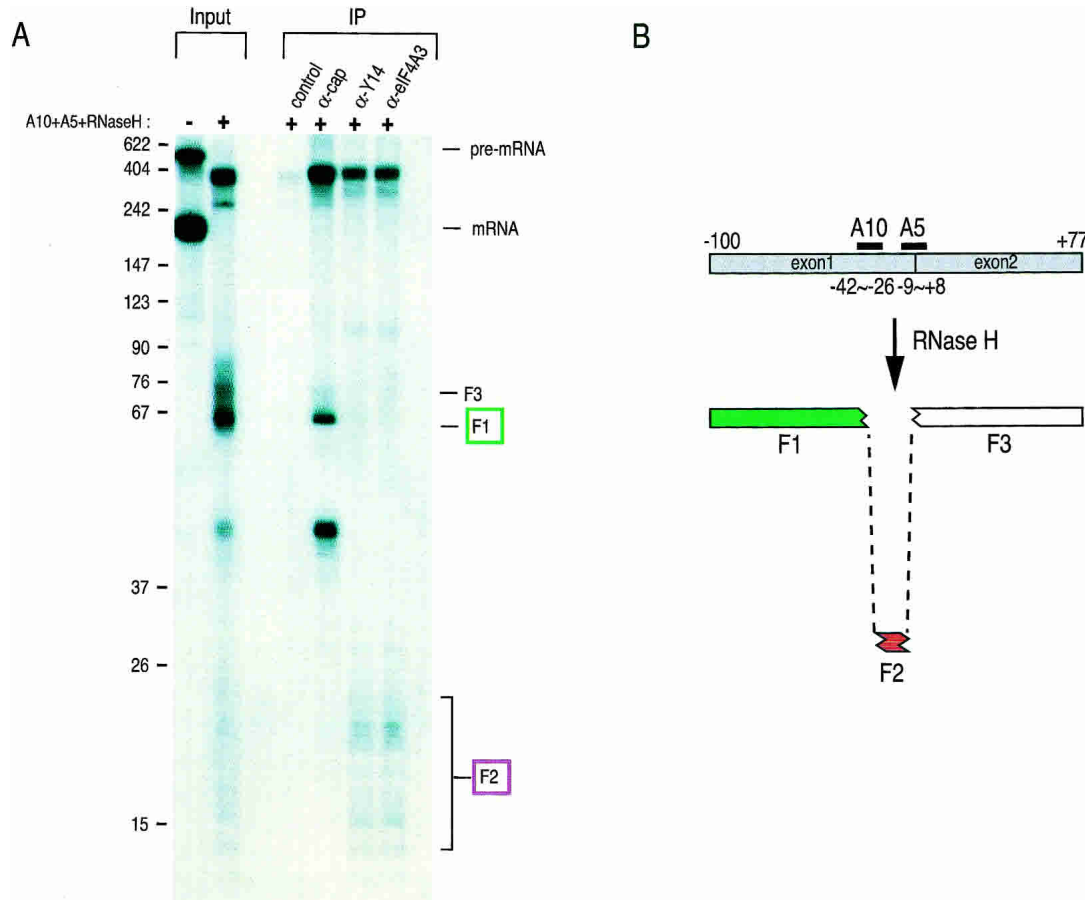 A
Input
IP
control
α-cap
α-Y14
α-eIF4A3
A10+A5+RNaseH : - + + + + +
622
404
242
147
123
90
76
67
37
26
15
pre-mRNA
mRNA
F3
F1
F2
B
A10 A5
-100 +77
exon1 exon2
-42~-26 -9~+8
RNase H
F1 F3
F2